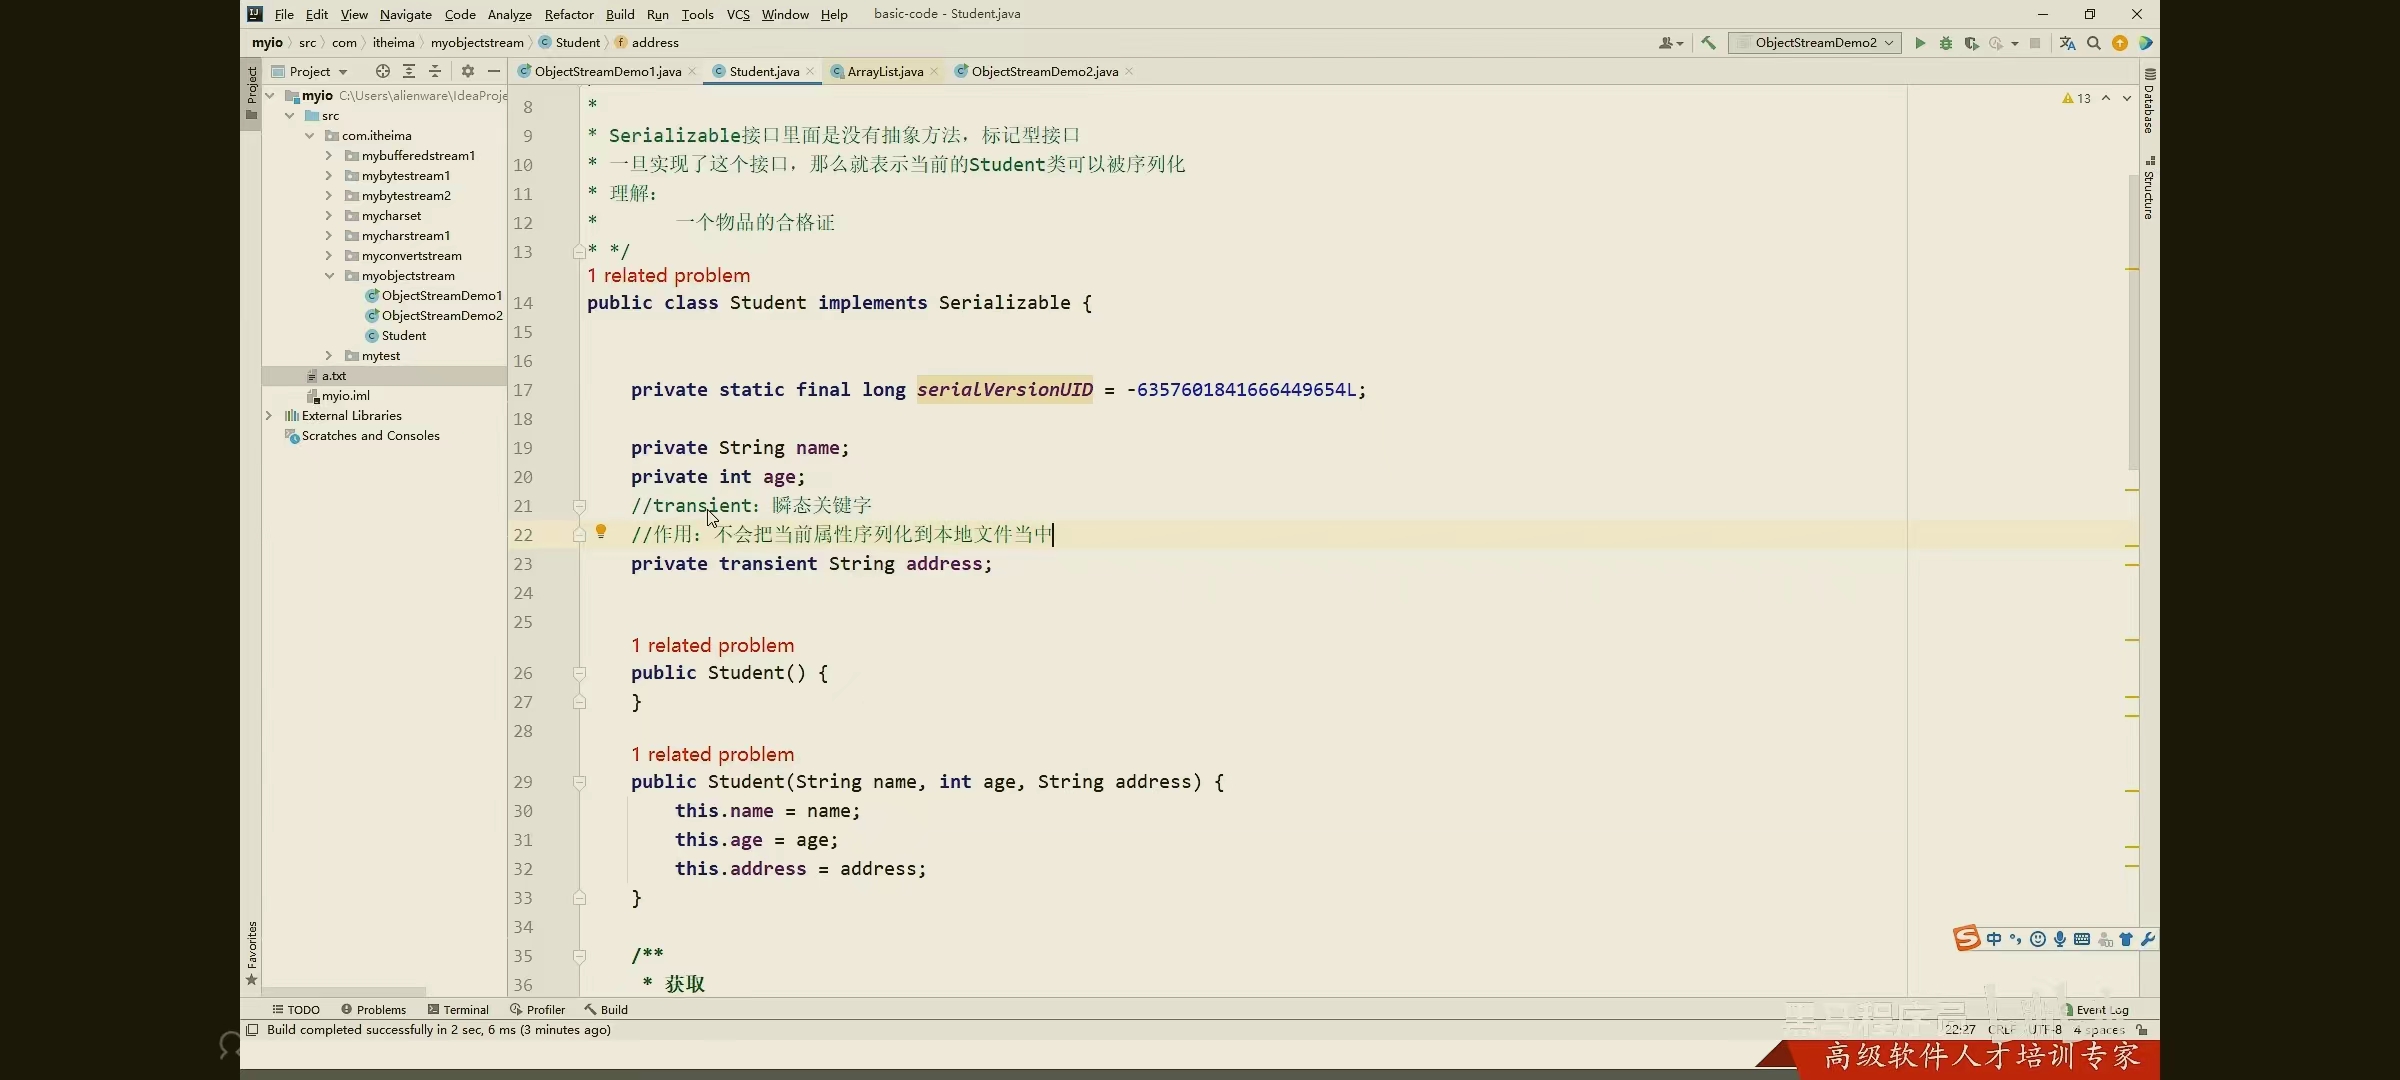 File Edit View Navigate Code Analyze Refactor Build Run Tools VCS Window Help basic-code - Student.java
myio src com itheima myobjectstream Student address
ObjectStreamDemo2
Project
ObjectStreamDemo1.java Student.java ArrayList.java ObjectStreamDemo2.java
Project
myio C:\Users\alienware\IdeaProje
src
com.itheima
mybufferedstream1
mybytestream1
mybytestream2
mycharset
mycharstream1
myconvertstream
myobjectstream
ObjectStreamDemo1
ObjectStreamDemo2
Student
mytest
a.txt
myio.iml
External Libraries
Scratches and Consoles
Favorites
8 *
9 * Serializable接口里面是没有抽象方法，标记型接口
10 * 一旦实现了这个接口，那么就表示当前的Student类可以被序列化
11 * 理解：
12 * 一个物品的合格证
13 * */
1 related problem
14 public class Student implements Serializable {
15
16
17 private static final long serialVersionUID = -6357601841666449654L;
18
19 private String name;
20 private int age;
21 //transient：瞬态关键字
22 //作用：不会把当前属性序列化到本地文件当中
23 private transient String address;
24
25
1 related problem
26 public Student() {
27 }
28
1 related problem
29 public Student(String name, int age, String address) {
30 this.name = name;
31 this.age = age;
32 this.address = address;
33 }
34
35 /**
36 * 获取
13
Database
Structure
中
TODO Problems Terminal Profiler Build
Event Log
Build completed successfully in 2 sec, 6 ms (3 minutes ago)
22:27 CRLF UTF-8 4 spaces
黑马程序员
高级软件人才培训专家